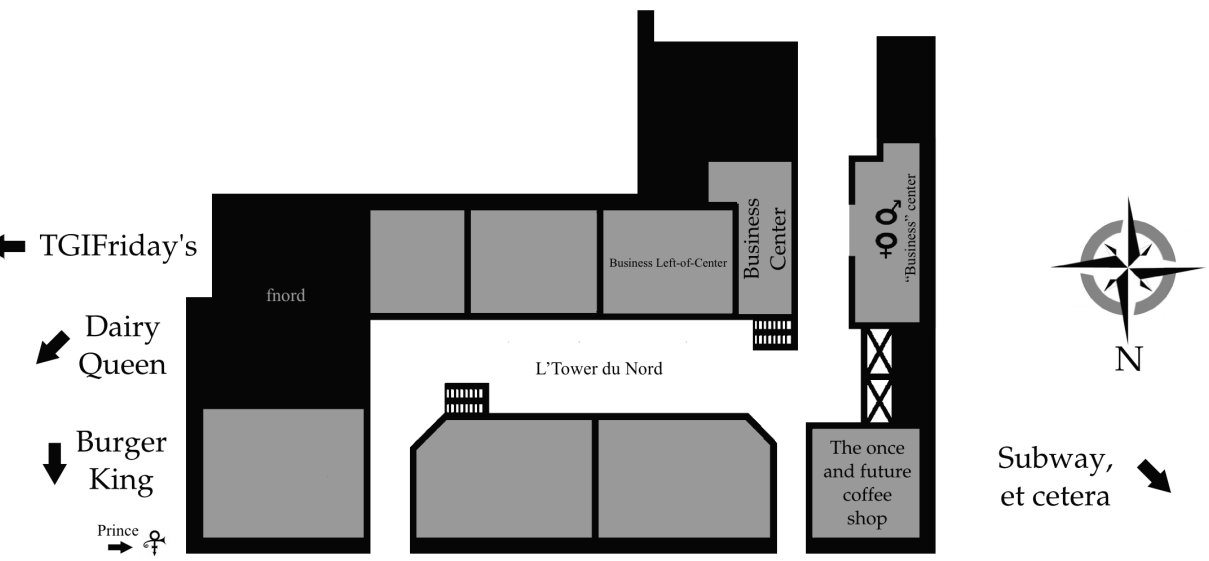 TGIFriday's
Dairy
Queen
Burger
King
Prince
fnord
Business Left-of-Center
Business
Center
L'Tower du Nord
"Business" center
The once
and future
coffee
shop
N
Subway,
et cetera